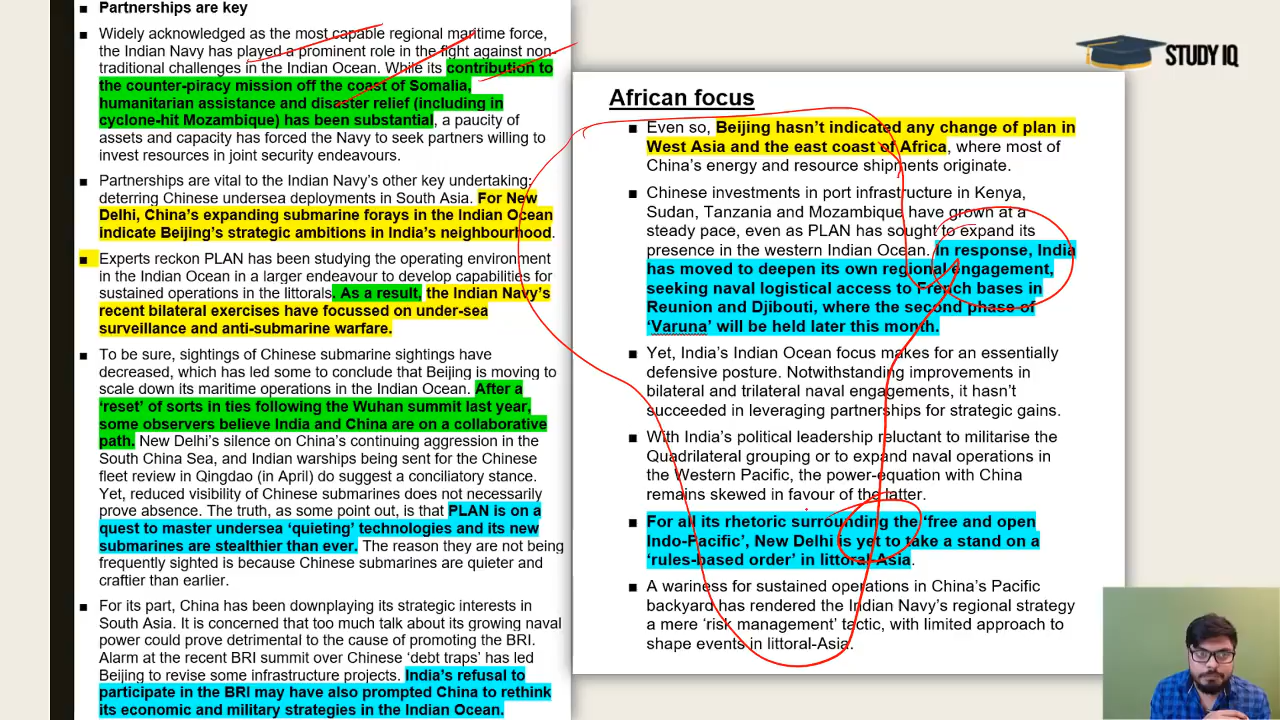 Partnerships are key
Widely acknowledged as the most capable regional maritime force,
the Indian Navy has played a prominent role in the fight against non-
traditional challenges in the Indian Ocean. While its contribution to
the counter-piracy mission off the coast of Somalia,
humanitarian assistance and disaster relief (including in
cyclone-hit Mozambique) has been substantial, a paucity of
assets and capacity has forced the Navy to seek partners willing to
invest resources in joint security endeavours.
Partnerships are vital to the Indian Navy's other key undertaking:
deterring Chinese undersea deployments in South Asia. For New
Delhi, China's expanding submarine forays in the Indian Ocean
indicate Beijing's strategic ambitions in India's neighbourhood.
Experts reckon PLAN has been studying the operating environment
in the Indian Ocean in a larger endeavour to develop capabilities for
sustained operations in the littorals. As a result, the Indian Navy's
recent bilateral exercises have focussed on under-sea
surveillance and anti-submarine warfare.
To be sure, sightings of Chinese submarine sightings have
decreased, which has led some to conclude that Beijing is moving to
scale down its maritime operations in the Indian Ocean. After a
'reset' of sorts in ties following the Wuhan summit last year,
some observers believe India and China are on a collaborative
path. New Delhi's silence on China's continuing aggression in the
South China Sea, and Indian warships being sent for the Chinese
fleet review in Qingdao (in April) do suggest a conciliatory stance.
Yet, reduced visibility of Chinese submarines does not necessarily
prove absence. The truth, as some point out, is that PLAN is on a
quest to master undersea 'quieting' technologies and its new
submarines are stealthier than ever. The reason they are not being
frequently sighted is because Chinese submarines are quieter and
craftier than earlier.
For its part, China has been downplaying its strategic interests in
South Asia. It is concerned that too much talk about its growing naval
power could prove detrimental to the cause of promoting the BRI.
Alarm at the recent BRI summit over Chinese 'debt traps' has led
Beijing to revise some infrastructure projects. India's refusal to
participate in the BRI may have also prompted China to rethink
its economic and military strategies in the Indian Ocean.
STUDY IQ
African focus
Even so, Beijing hasn't indicated any change of plan in
West Asia and the east coast of Africa, where most of
China's energy and resource shipments originate.
Chinese investments in port infrastructure in Kenya,
Sudan, Tanzania and Mozambique have grown at a
steady pace, even as PLAN has sought to expand its
presence in the western Indian Ocean. In response, India
has moved to deepen its own regional engagement,
seeking naval logistical access to French bases in
Reunion and Djibouti, where the second phase of
'Varuna' will be held later this month.
Yet, India's Indian Ocean focus makes for an essentially
defensive posture. Notwithstanding improvements in
bilateral and trilateral naval engagements, it hasn't
succeeded in leveraging partnerships for strategic gains.
With India's political leadership reluctant to militarise the
Quadrilateral grouping or to expand naval operations in
the Western Pacific, the power-equation with China
remains skewed in favour of the latter.
For all its rhetoric surrounding the 'free and open
Indo-Pacific', New Delhi is yet to take a stand on a
'rules-based order' in littoral-Asia.
A wariness for sustained operations in China's Pacific
backyard has rendered the Indian Navy's regional strategy
a mere 'risk management' tactic, with limited approach to
shape events in littoral-Asia.